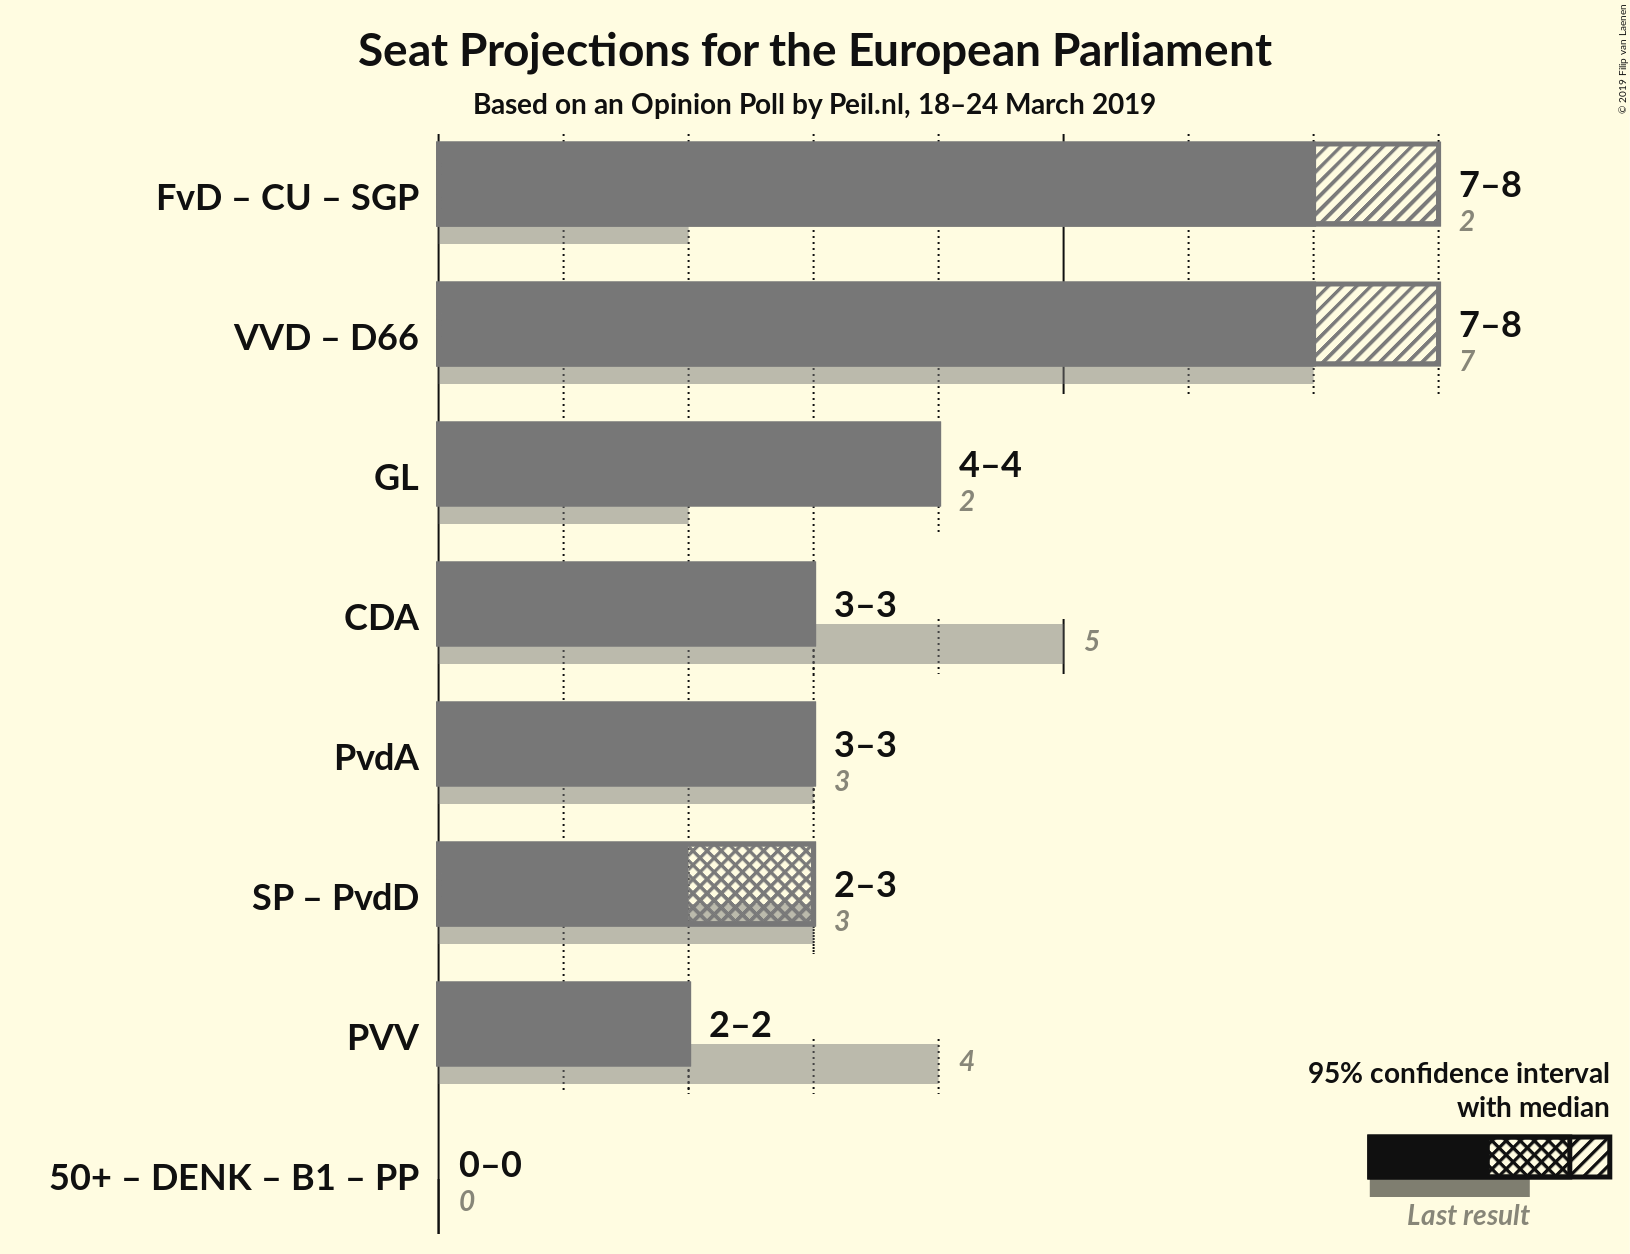 Seat Projections for the European Parliament
Based on an Opinion Poll by Peil.nl, 18–24 March 2019
© 2019 Filip van Laenen
FvD – CU – SGP
7–8
2
VVD – D66
7–8
7
GL
4–4
2
CDA
3–3
5
PvdA
3–3
3
SP – PvdD
2–3
3
PVV
2–2
4
50+ – DENK – B1 – PP
0–0
0
95% confidence interval
with median
Last result